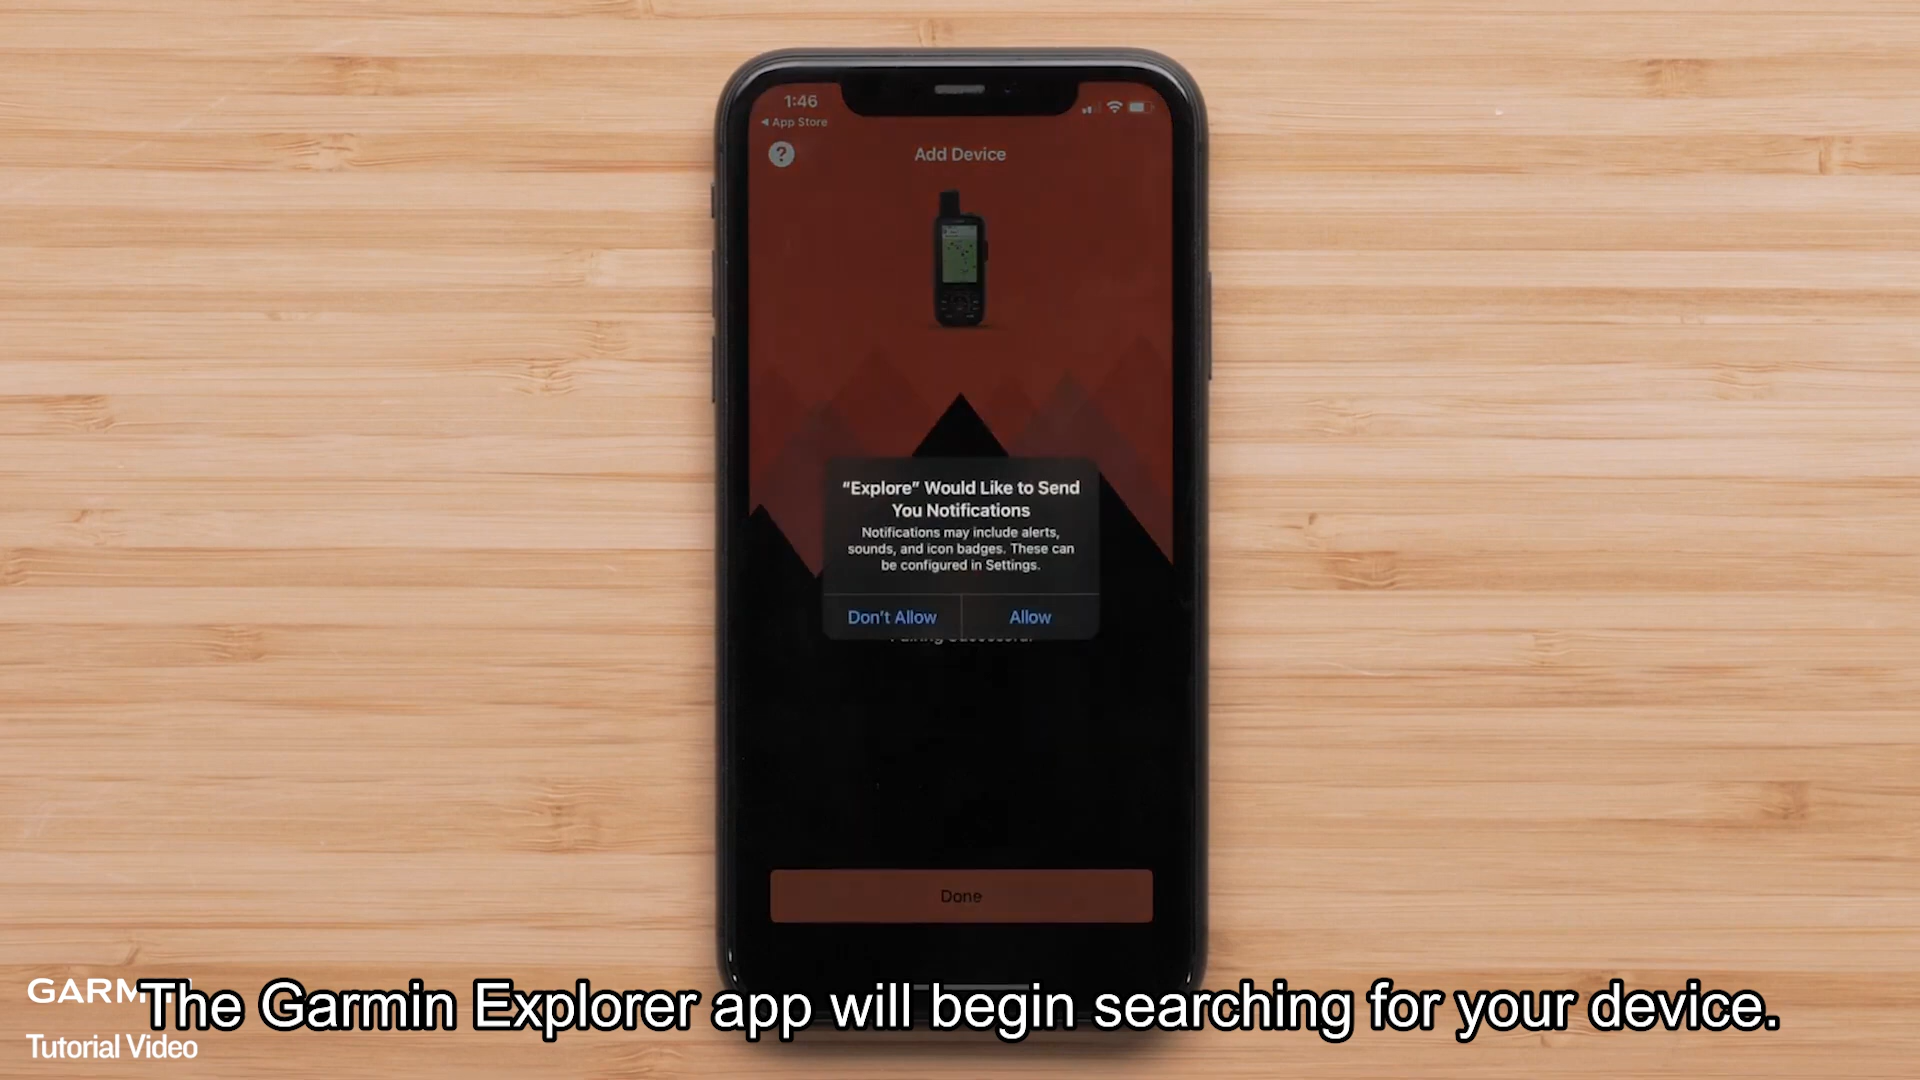 1:46
App Store
?
Add Device
“Explore” Would Like to Send
You Notifications
Notifications may include alerts,
sounds, and icon badges. These can
be configured in Settings.
Don’t Allow
Allow
Done
GARM
The Garmin Explorer app will begin searching for your device.
Tutorial Video